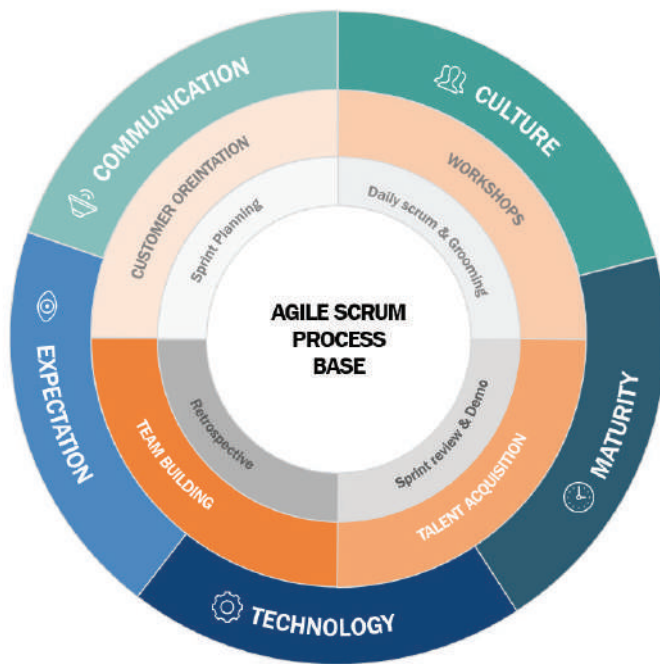 COMMUNICATION
CULTURE
MATURITY
TECHNOLOGY
EXPECTATION
CUSTOMER OREINTATION
WORKSHOPS
TALENT ACQUISITION
TEAM BUILDING
Sprint Planning
Daily scrum & Grooming
Sprint review & Demo
Retrospective
AGILE SCRUM
PROCESS
BASE